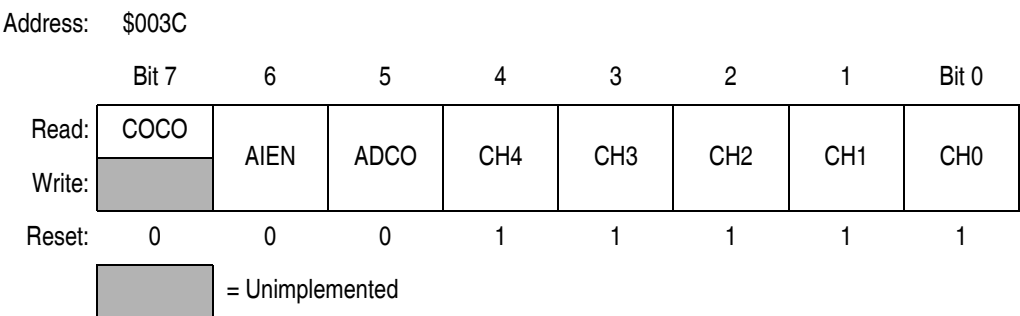 Address: $003C
Bit 7 6 5 4 3 2 1 Bit 0
Read: COCO
AIEN ADCO CH4 CH3 CH2 CH1 CH0
Write:
Reset: 0 0 0 1 1 1 1 1
= Unimplemented